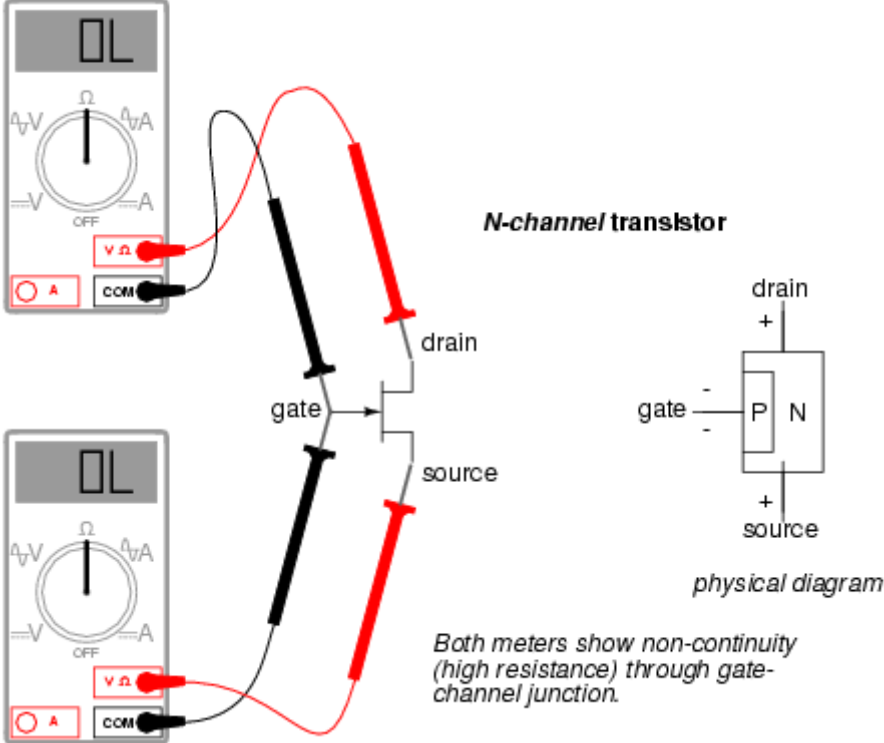 OL
Ω
V
A
V
A
OFF
V Ω
A
COM
N-channel transistor
drain
gate
source
drain
+
-
gate
P
N
-
+
source
physical diagram
OL
Ω
V
A
V
A
OFF
V Ω
A
COM
Both meters show non-continuity
(high resistance) through gate-
channel junction.